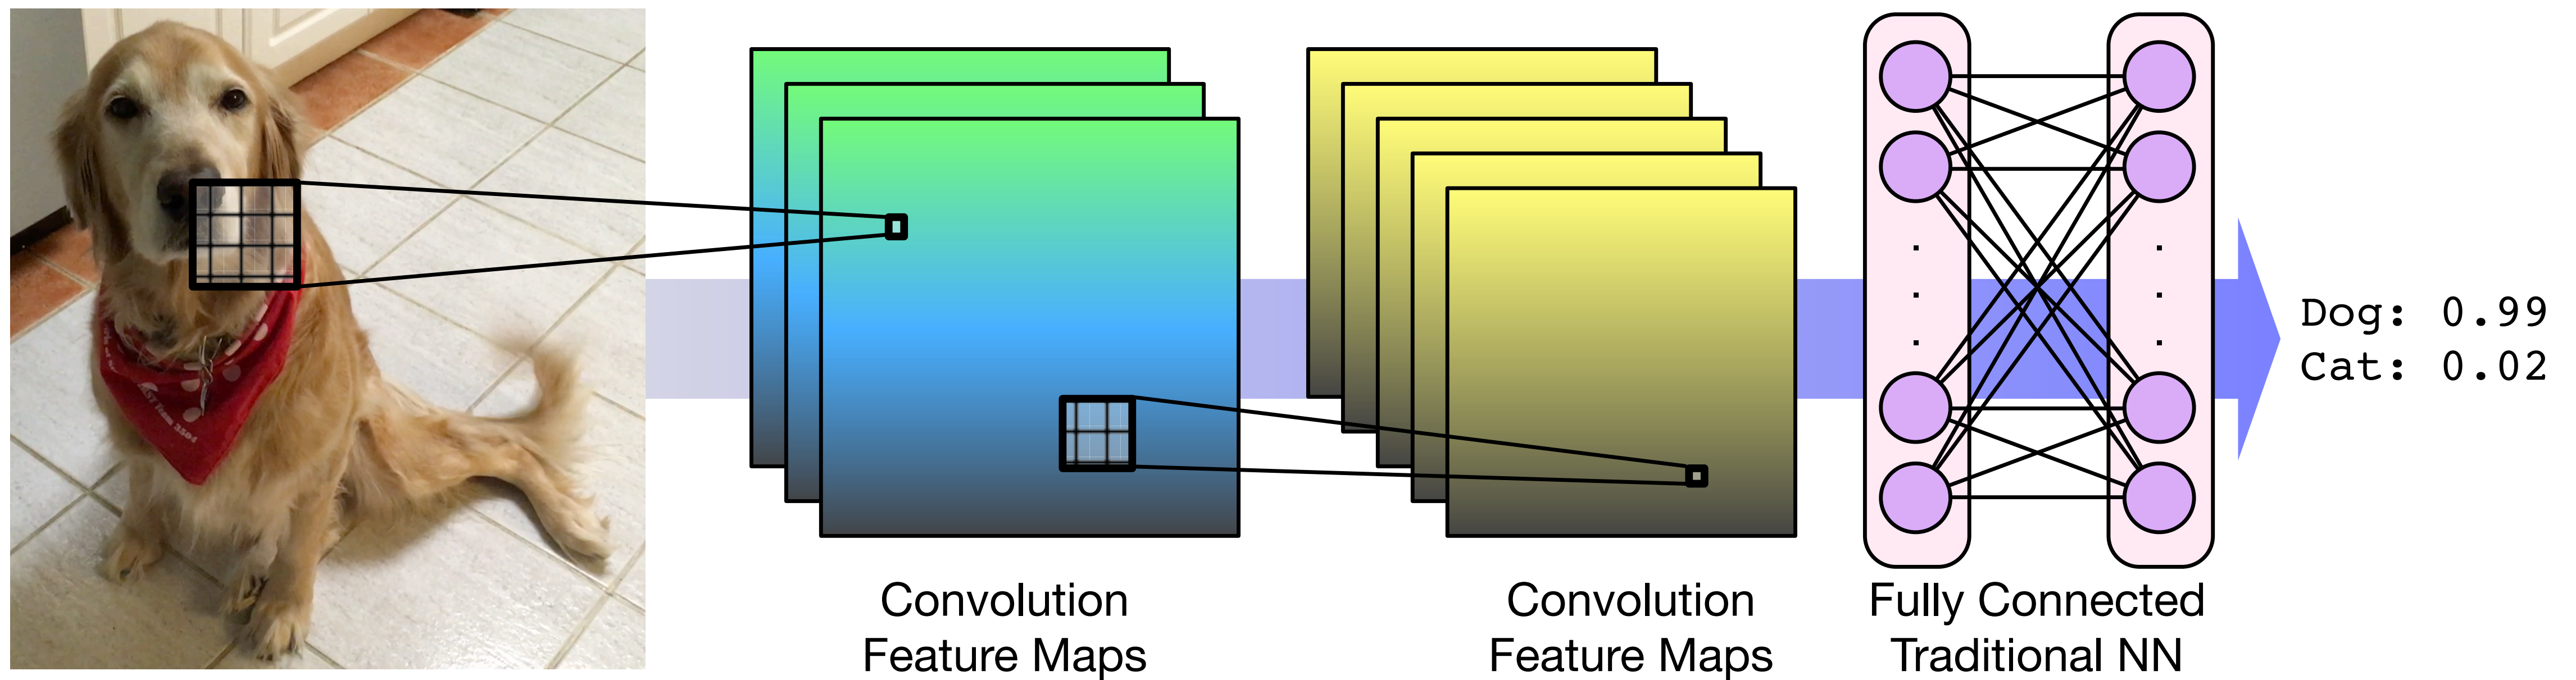 Convolution
Feature Maps
Convolution
Feature Maps
Fully Connected
Traditional NN
Dog: 0.99
Cat: 0.02